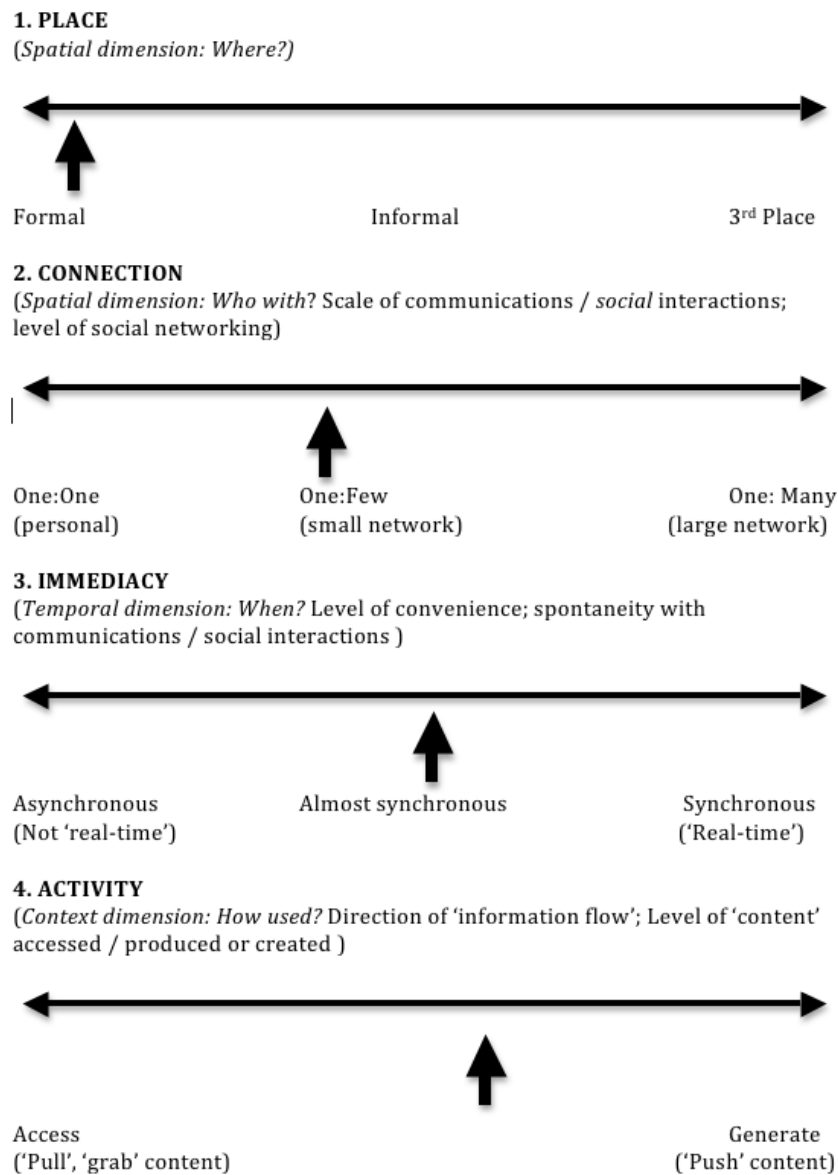 1. PLACE
(Spatial dimension: Where?)
Formal Informal 3rd Place
2. CONNECTION
(Spatial dimension: Who with? Scale of communications / social interactions;
level of social networking)
One:One One:Few One: Many
(personal) (small network) (large network)
3. IMMEDIACY
(Temporal dimension: When? Level of convenience; spontaneity with
communications / social interactions )
Asynchronous Almost synchronous Synchronous
(Not ‘real-time’) (‘Real-time’)
4. ACTIVITY
(Context dimension: How used? Direction of ‘information flow’; Level of ‘content’
accessed / produced or created )
Access Generate
(‘Pull’, ‘grab’ content) (‘Push’ content)